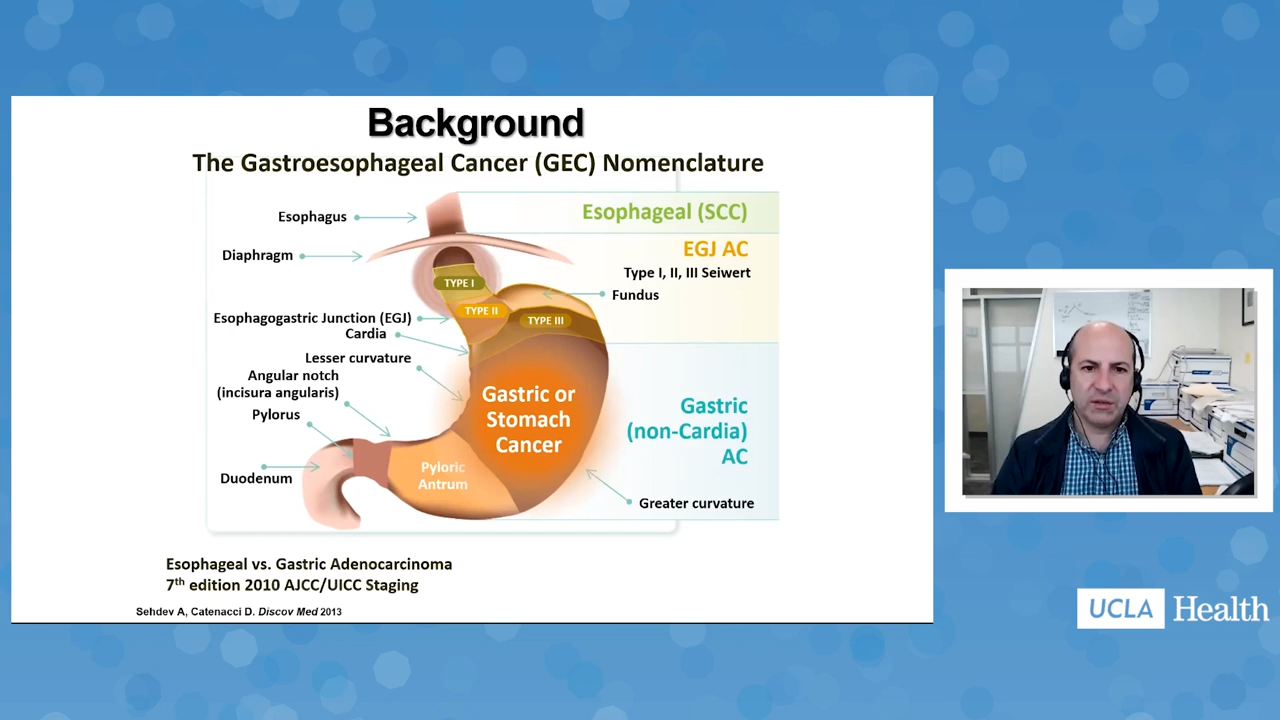 Background
The Gastroesophageal Cancer (GEC) Nomenclature
Esophagus
Diaphragm
Esophagogastric Junction (EGJ)
Cardia
Lesser curvature
Angular notch
(incisura angularis)
Pylorus
Duodenum
TYPE I
TYPE II
TYPE III
Gastric or
Stomach
Cancer
Pyloric
Antrum
Esophageal (SCC)
EGJ AC
Type I, II, III Seiwert
Fundus
Gastric
(non-Cardia)
AC
Greater curvature
Esophageal vs. Gastric Adenocarcinoma
7th edition 2010 AJCC/UICC Staging
Sehdev A, Catenacci D. Discov Med 2013
UCLA Health